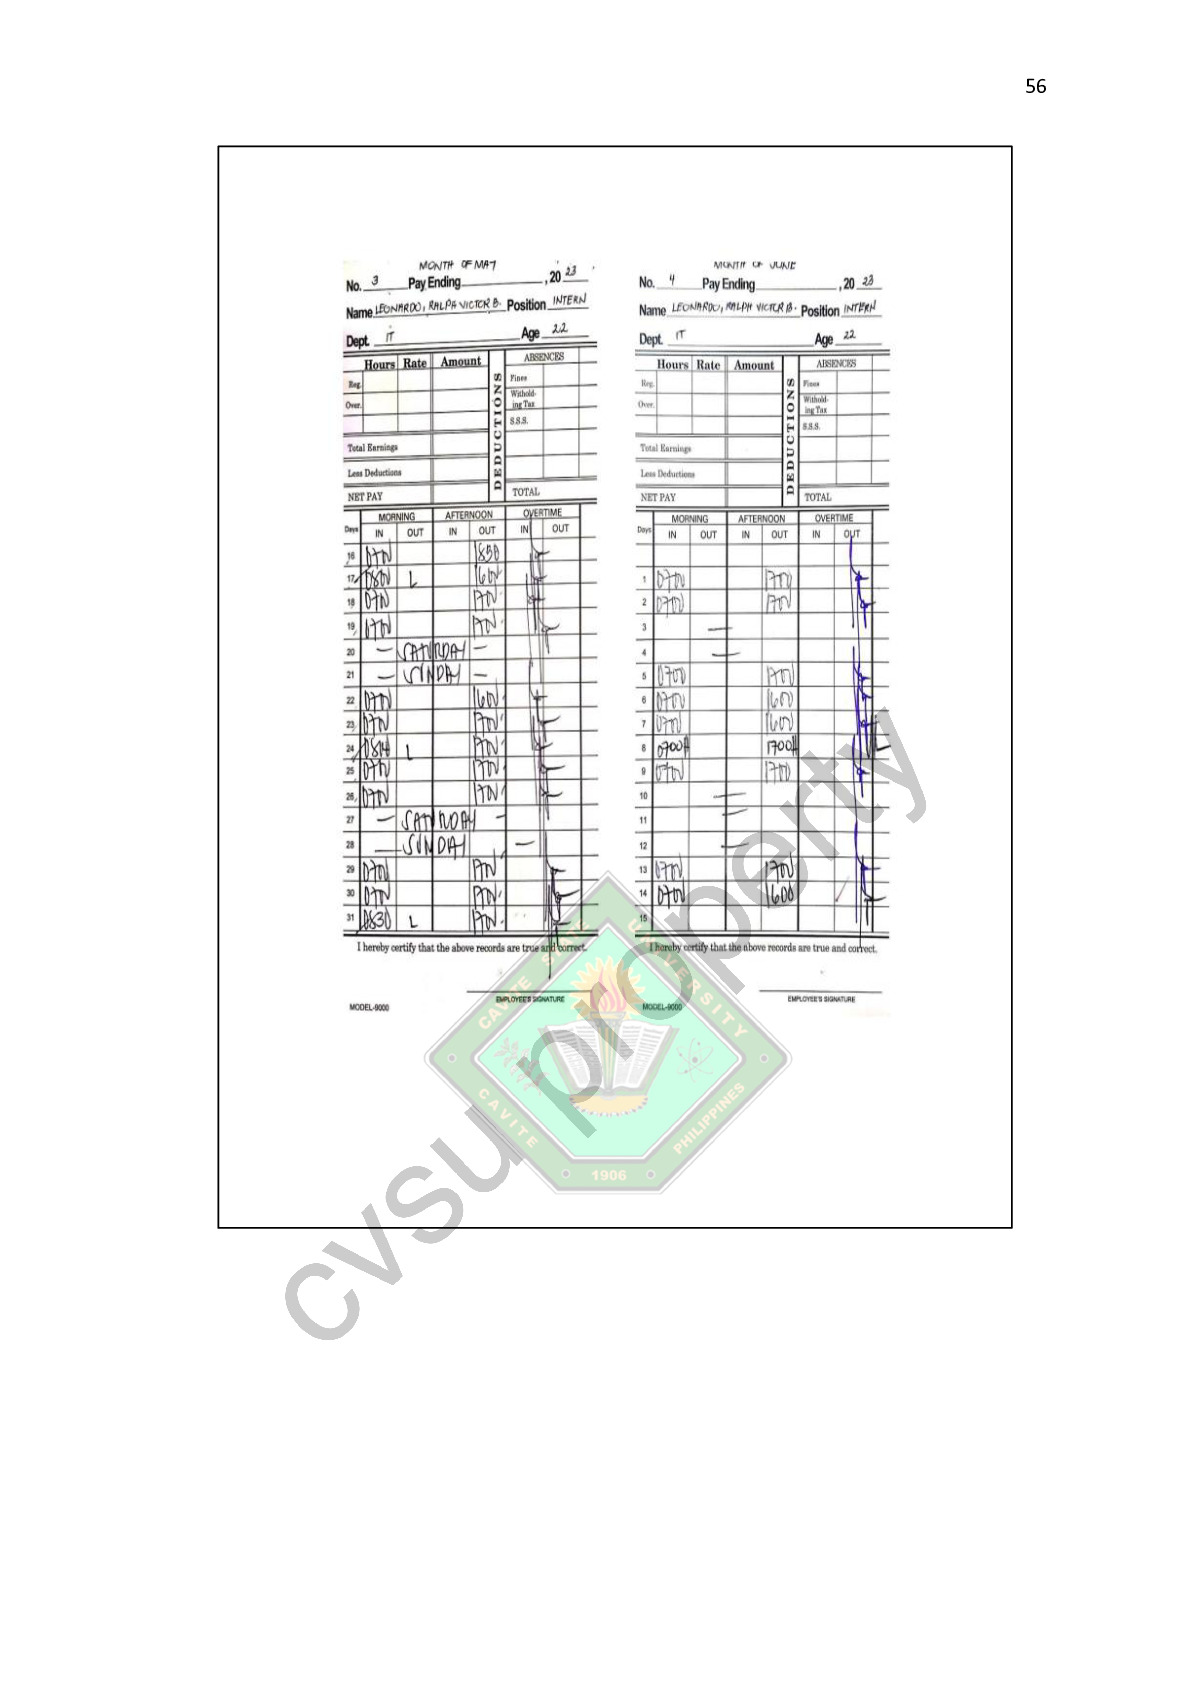 56
MONTH OF MAY
No. 3 Pay Ending , 20 23
Name LEONARDO, RALPH VICTOR B. Position INTERN
Dept. IT Age 22
Hours Rate Amount DEDUCTIONS ABSENCES
Reg. Fines
Over. Withold-
ing Tax
S.S.S.
Total Earnings
Less Deductions
NET PAY TOTAL
Days MORNING AFTERNOON OVERTIME
IN OUT IN OUT IN OUT
16 0700
17 0800 L 1600
18 0700 1700
19 0700 1700
20 — SATURDAY —
21 — SUNDAY —
22 0700 1600
23 0700 1700
24 0814 L 1700
25 0700 1700
26 0700 1700
27 — SATURDAY —
28 — SUNDAY —
29 0700 1700
30 0700 1700
31 0830 L 1700
I hereby certify that the above records are true and correct.
EMPLOYEE'S SIGNATURE
MODEL-9000
MONTH OF JUNE
No. 4 Pay Ending , 20 23
Name LEONARDO, RALPH VICTOR B. Position INTERN
Dept. IT Age 22
Hours Rate Amount DEDUCTIONS ABSENCES
Reg. Fines
Over. Withold-
ing Tax
S.S.S.
Total Earnings
Less Deductions
NET PAY TOTAL
Days MORNING AFTERNOON OVERTIME
IN OUT IN OUT IN OUT
1 0700 1700
2 0700 1700
3 —
4 —
5 0700 1700
6 0700 1600
7 0700 1600
8 0700H 1700H
9 0700 1700
10 —
11 —
12 —
13 0700 1700
14 0700 1600
15
I hereby certify that the above records are true and correct.
EMPLOYEE'S SIGNATURE
MODEL-9000
CAVITE STATE UNIVERSITY
CAVITE PHILIPPINES
1906
cvsu property